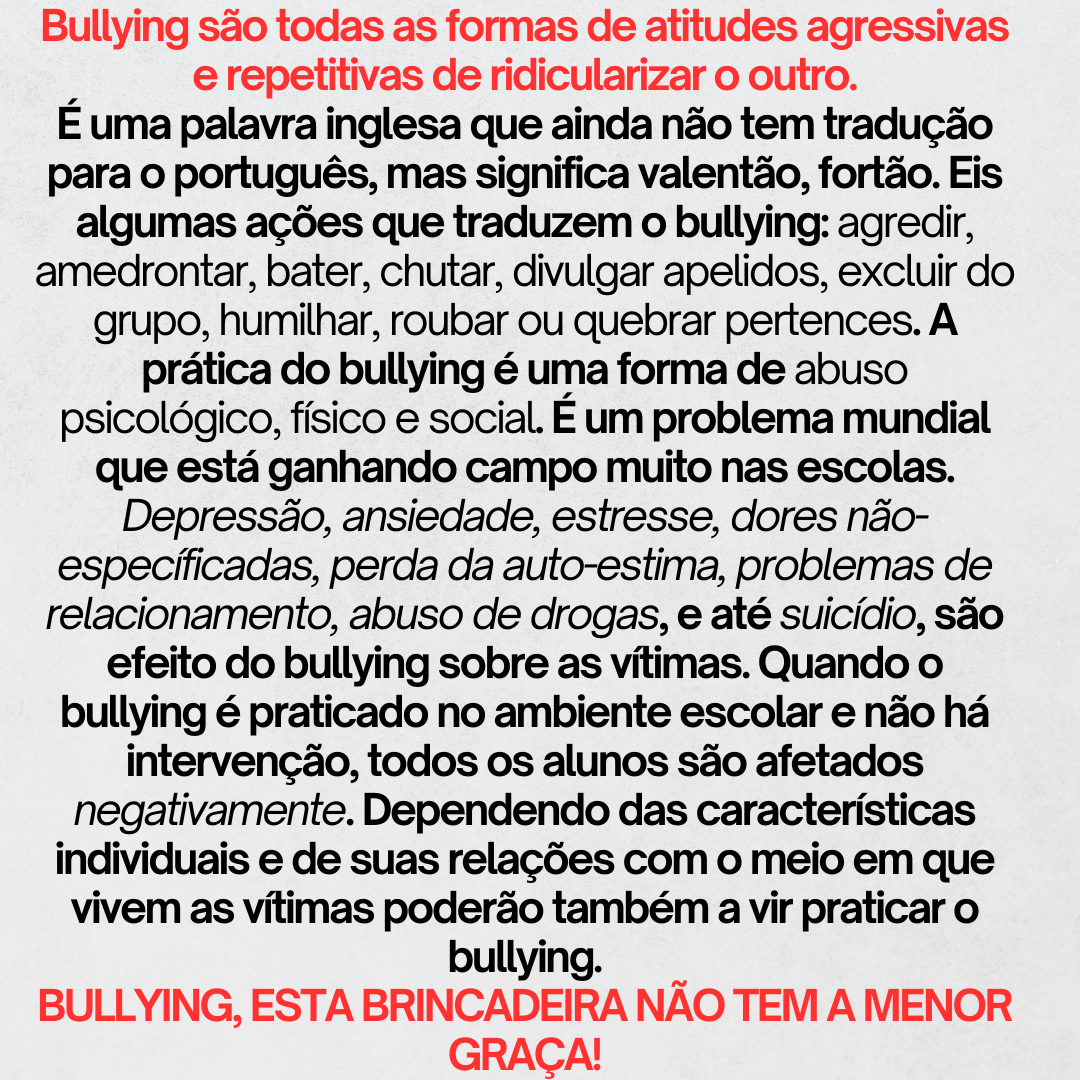 Bullying são todas as formas de atitudes agressivas
e repetitivas de ridicularizar o outro.
É uma palavra inglesa que ainda não tem tradução
para o português, mas significa valentão, fortão. Eis
algumas ações que traduzem o bullying: agredir,
amedrontar, bater, chutar, divulgar apelidos, excluir do
grupo, humilhar, roubar ou quebrar pertences. A
prática do bullying é uma forma de abuso
psicológico, físico e social. É um problema mundial
que está ganhando campo muito nas escolas.
Depressão, ansiedade, estresse, dores não-
específicadas, perda da auto-estima, problemas de
relacionamento, abuso de drogas, e até suicídio, são
efeito do bullying sobre as vítimas. Quando o
bullying é praticado no ambiente escolar e não há
intervenção, todos os alunos são afetados
negativamente. Dependendo das características
individuais e de suas relações com o meio em que
vivem as vítimas poderão também a vir praticar o
bullying.
BULLYING, ESTA BRINCADEIRA NÃO TEM A MENOR
GRAÇA!